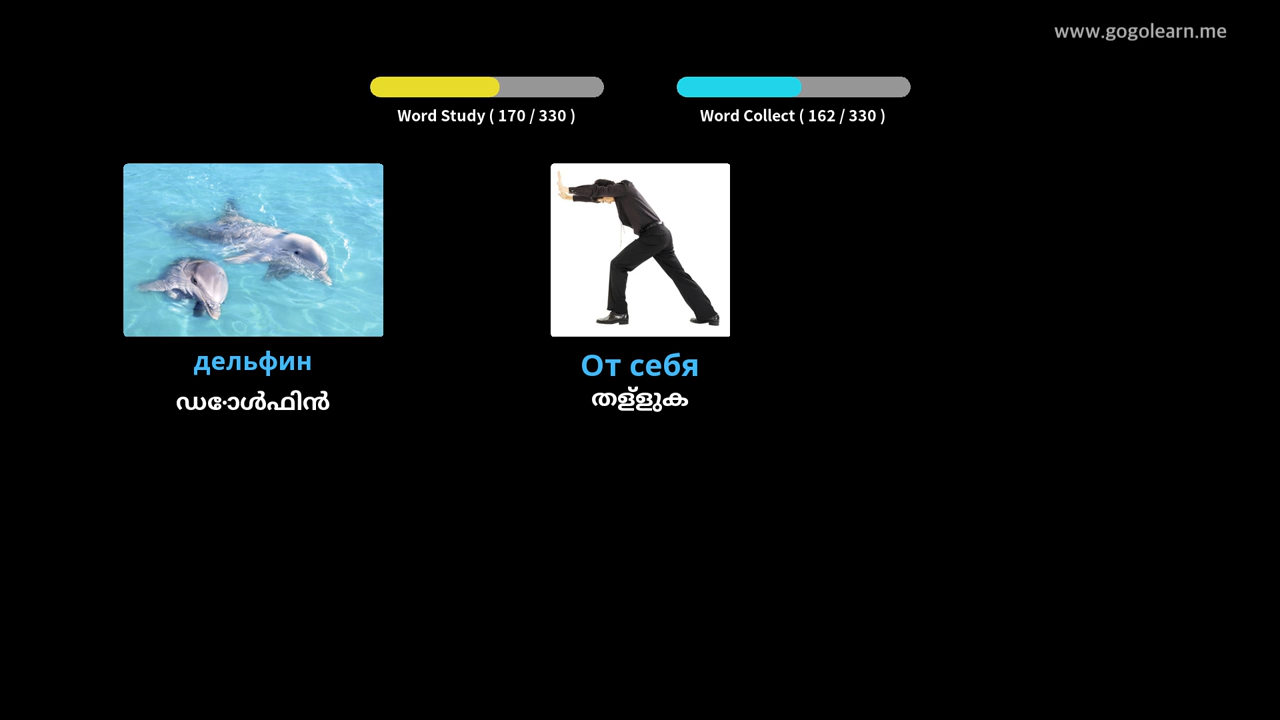 www.gogolearn.me
Word Study ( 170 / 330 )
Word Collect ( 162 / 330 )
дельфин
От себя
ഡോൾഫിൻ
തള്ളുക